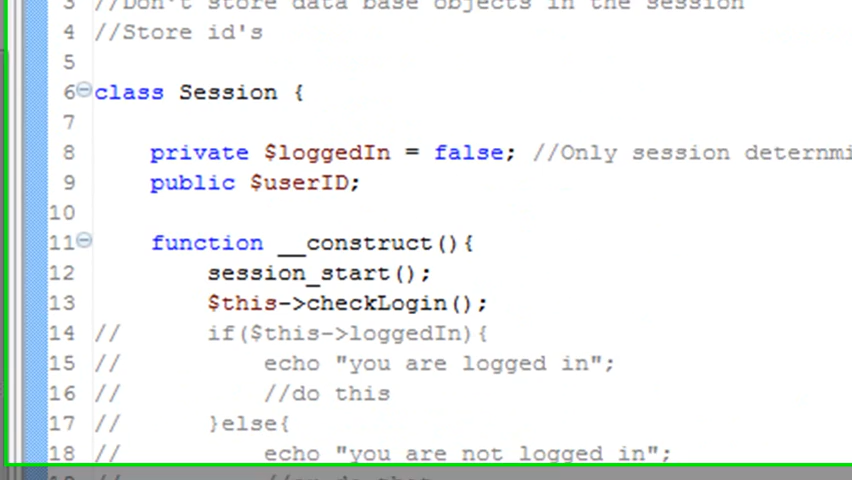 3 //Don't store data base objects in the session
4 //Store id's
5
6 class Session {
7
8 private $loggedIn = false; //Only session deternmi
9 public $userID;
10
11 function __construct(){
12 session_start();
13 $this->checkLogin();
14 // if($this->loggedIn){
15 // echo "you are logged in";
16 // //do this
17 // }else{
18 // echo "you are not logged in";